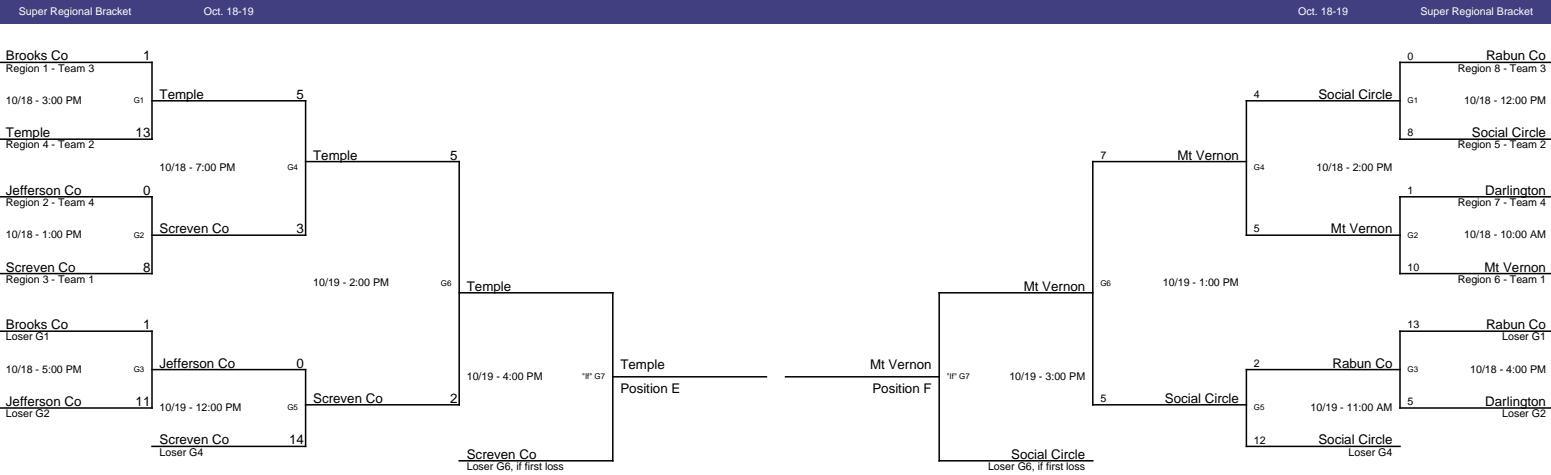 Super Regional Bracket Oct. 18-19 Oct. 18-19 Super Regional Bracket
Brooks Co 1
Region 1 - Team 3
10/18 - 3:00 PM G1
Temple 13
Region 4 - Team 2
Jefferson Co 0
Region 2 - Team 4
10/18 - 1:00 PM G2
Screven Co 8
Region 3 - Team 1
Brooks Co 1
Loser G1
10/18 - 5:00 PM G3
Jefferson Co 11
Loser G2
Temple 5
10/18 - 7:00 PM G4
Screven Co 3
Jefferson Co 0
10/19 - 12:00 PM G5
Screven Co 14
Loser G4
Temple 5
10/19 - 2:00 PM G6
Screven Co 2
Temple
10/19 - 4:00 PM "If" G7
Screven Co
Loser G6, if first loss
Temple
Position E
Mt Vernon
Position F
Mt Vernon
"If" G7 10/19 - 3:00 PM
Social Circle
Loser G6, if first loss
7 Mt Vernon
G6 10/19 - 1:00 PM
5 Social Circle
4 Social Circle
G4 10/18 - 2:00 PM
5 Mt Vernon
2 Rabun Co
G5 10/19 - 11:00 AM
12 Social Circle
Loser G4
0 Rabun Co
Region 8 - Team 3
G1 10/18 - 12:00 PM
8 Social Circle
Region 5 - Team 2
1 Darlington
Region 7 - Team 4
G2 10/18 - 10:00 AM
10 Mt Vernon
Region 6 - Team 1
13 Rabun Co
Loser G1
G3 10/18 - 4:00 PM
5 Darlington
Loser G2